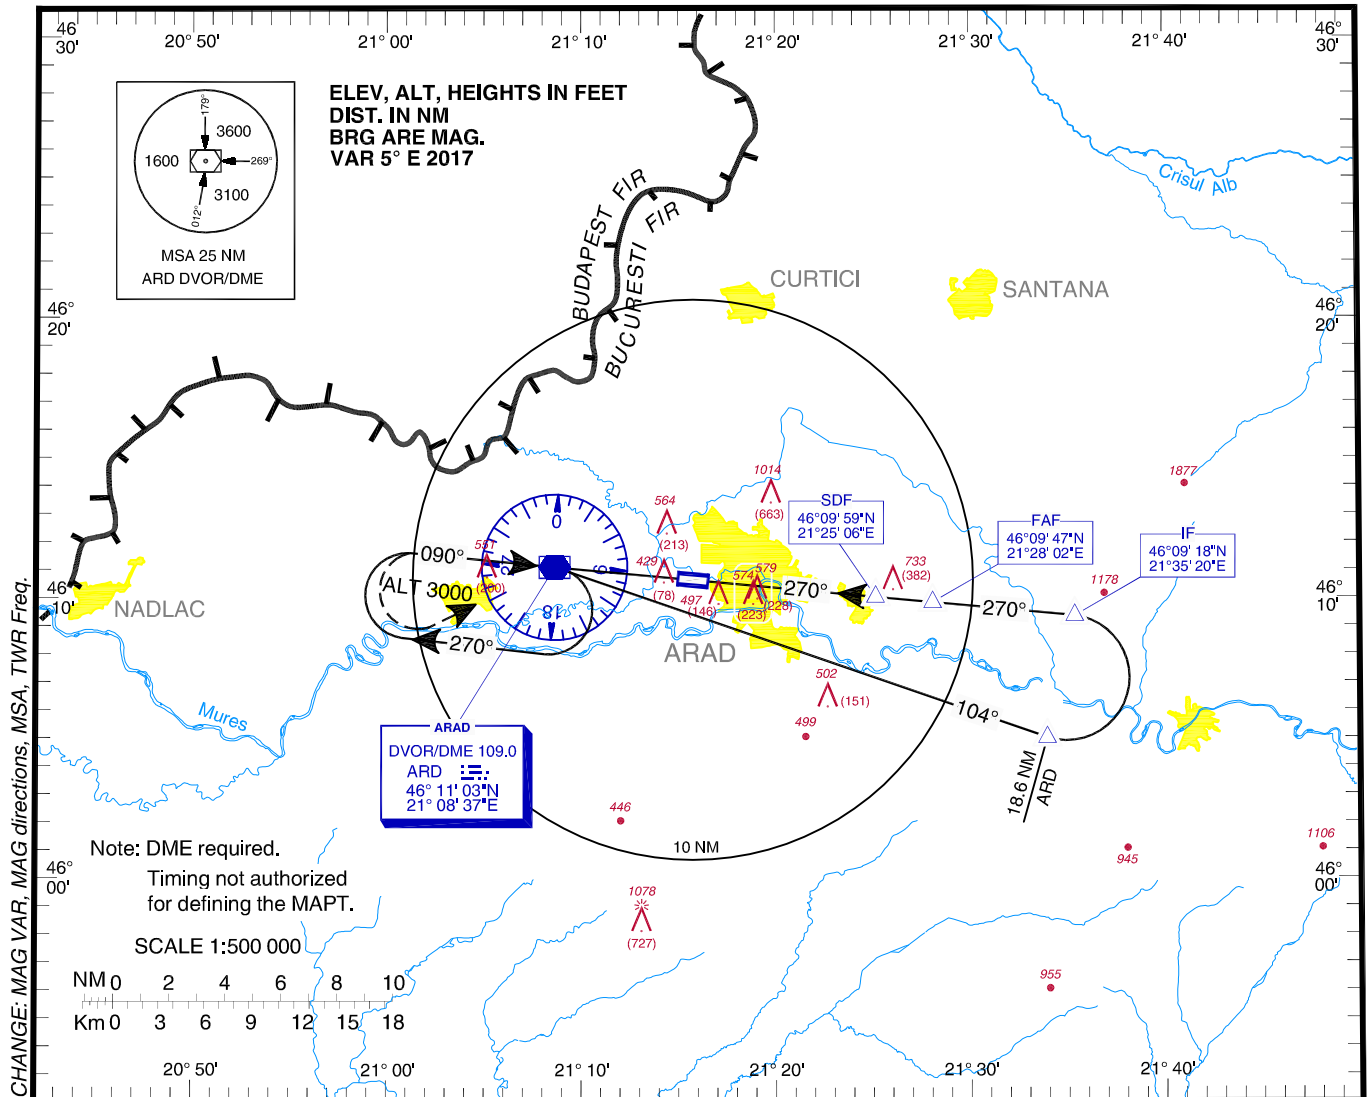 46° 30'
20° 50'
21° 00'
21° 10'
21° 20'
21° 30'
21° 40'
46° 30'
179°
3600
1600
269°
3100
012°
MSA 25 NM
ARD DVOR/DME
ELEV, ALT, HEIGHTS IN FEET
DIST. IN NM
BRG ARE MAG.
VAR 5° E 2017
BUDAPEST FIR
BUCURESTI FIR
Crisul Alb
CURTICI
SANTANA
46° 20'
46° 20'
1877
1014
(663)
564
(213)
SDF
46°09' 59"N
21°25' 06"E
FAF
46°09' 47"N
21°28' 02"E
IF
46°09' 18"N
21°35' 20"E
090°
551
(200)
0
9
18
27
429
(78)
497
(146)
574
(223)
579
(228)
733
(382)
1178
270°
270°
ALT 3000
270°
46° 10'
46° 10'
NADLAC
ARAD
Mures
502
(151)
499
104°
18.6 NM
ARD
ARAD
DVOR/DME 109.0
ARD
46° 11' 03"N
21° 08' 37"E
446
10 NM
945
1106
Note: DME required.
Timing not authorized
for defining the MAPT.
46° 00'
46° 00'
1078
(727)
955
SCALE 1:500 000
NM 0 2 4 6 8 10
Km 0 3 6 9 12 15 18
20° 50'
21° 00'
21° 10'
21° 20'
21° 30'
21° 40'
CHANGE: MAG VAR, MAG directions, MSA, TWR Freq.